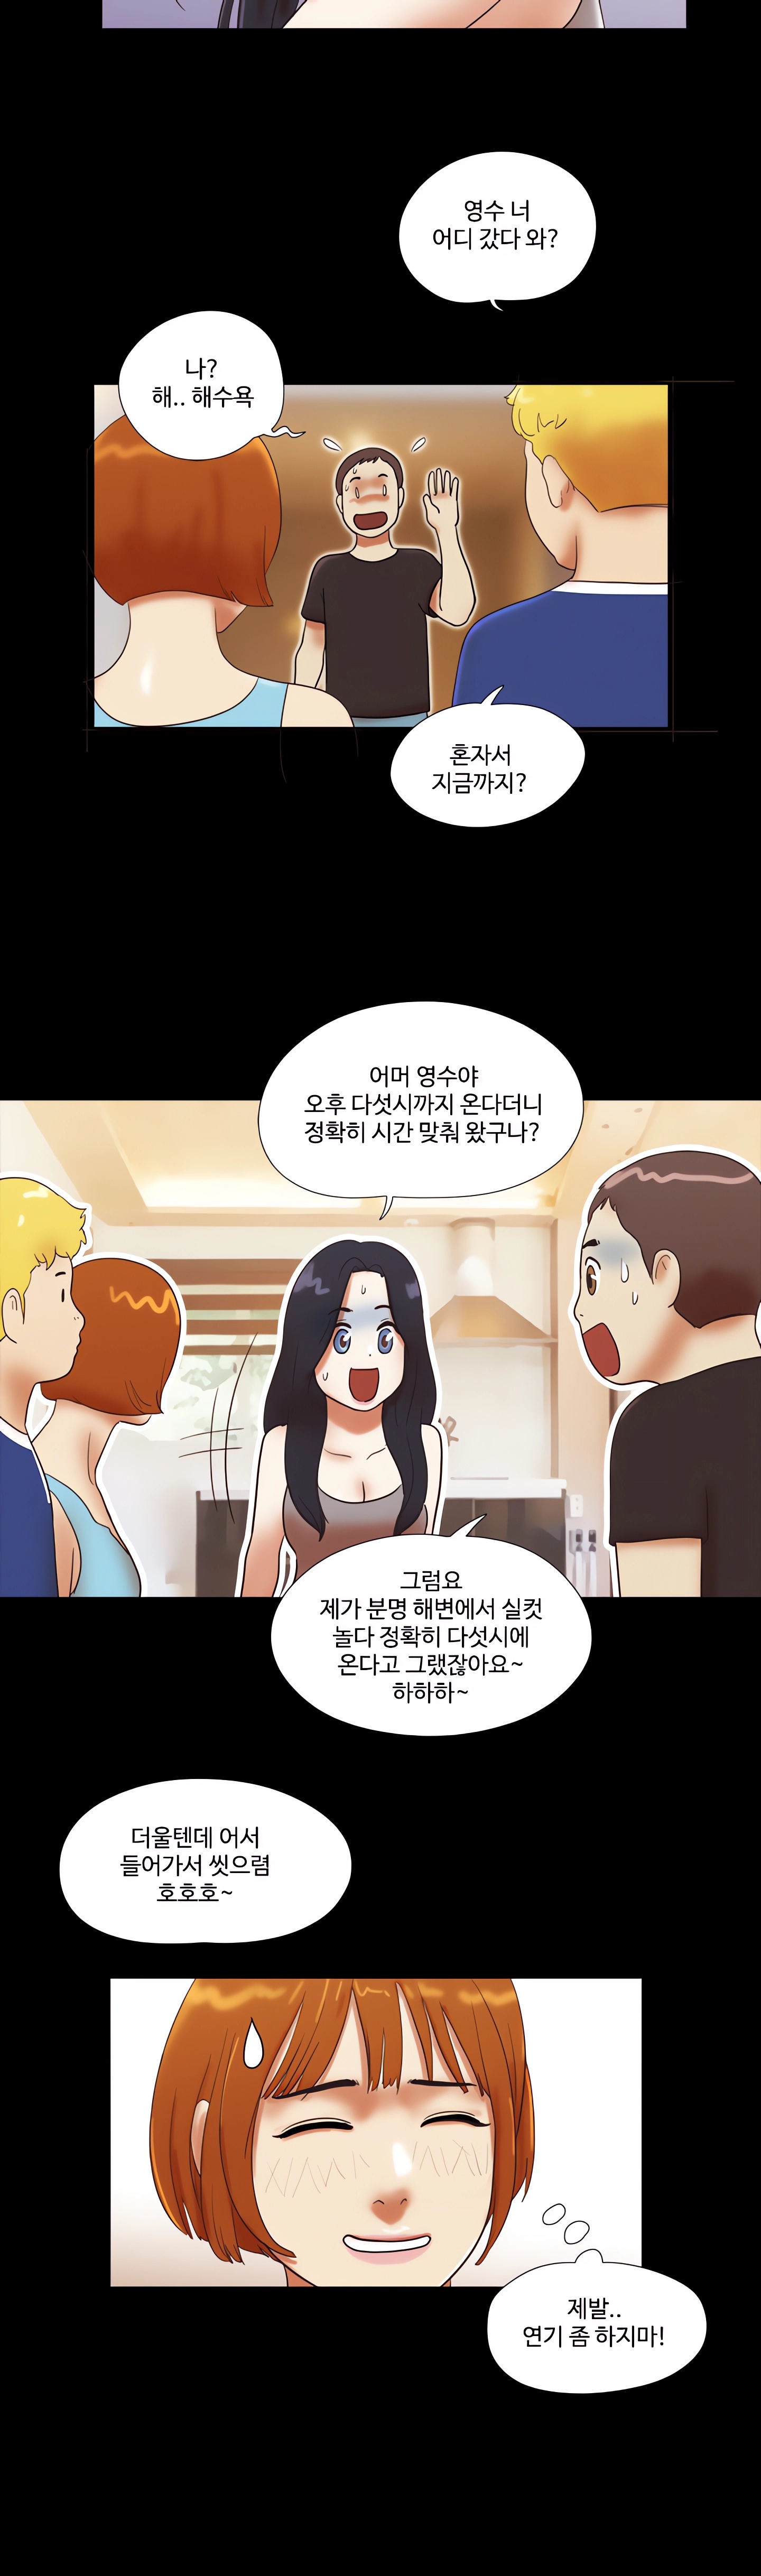 영수 너
어디 갔다 와?
나?
해.. 해수욕
혼자서
지금까지?
어머 영수야
오후 다섯시까지 온다더니
정확히 시간 맞춰 왔구나?
그럼요
제가 분명 해변에서 실컷
놀다 정확히 다섯시에
온다고 그랬잖아요~
하하하~
더울텐데 어서
들어가서 씻으렴
호호호~
제발..
연기 좀 하지마!